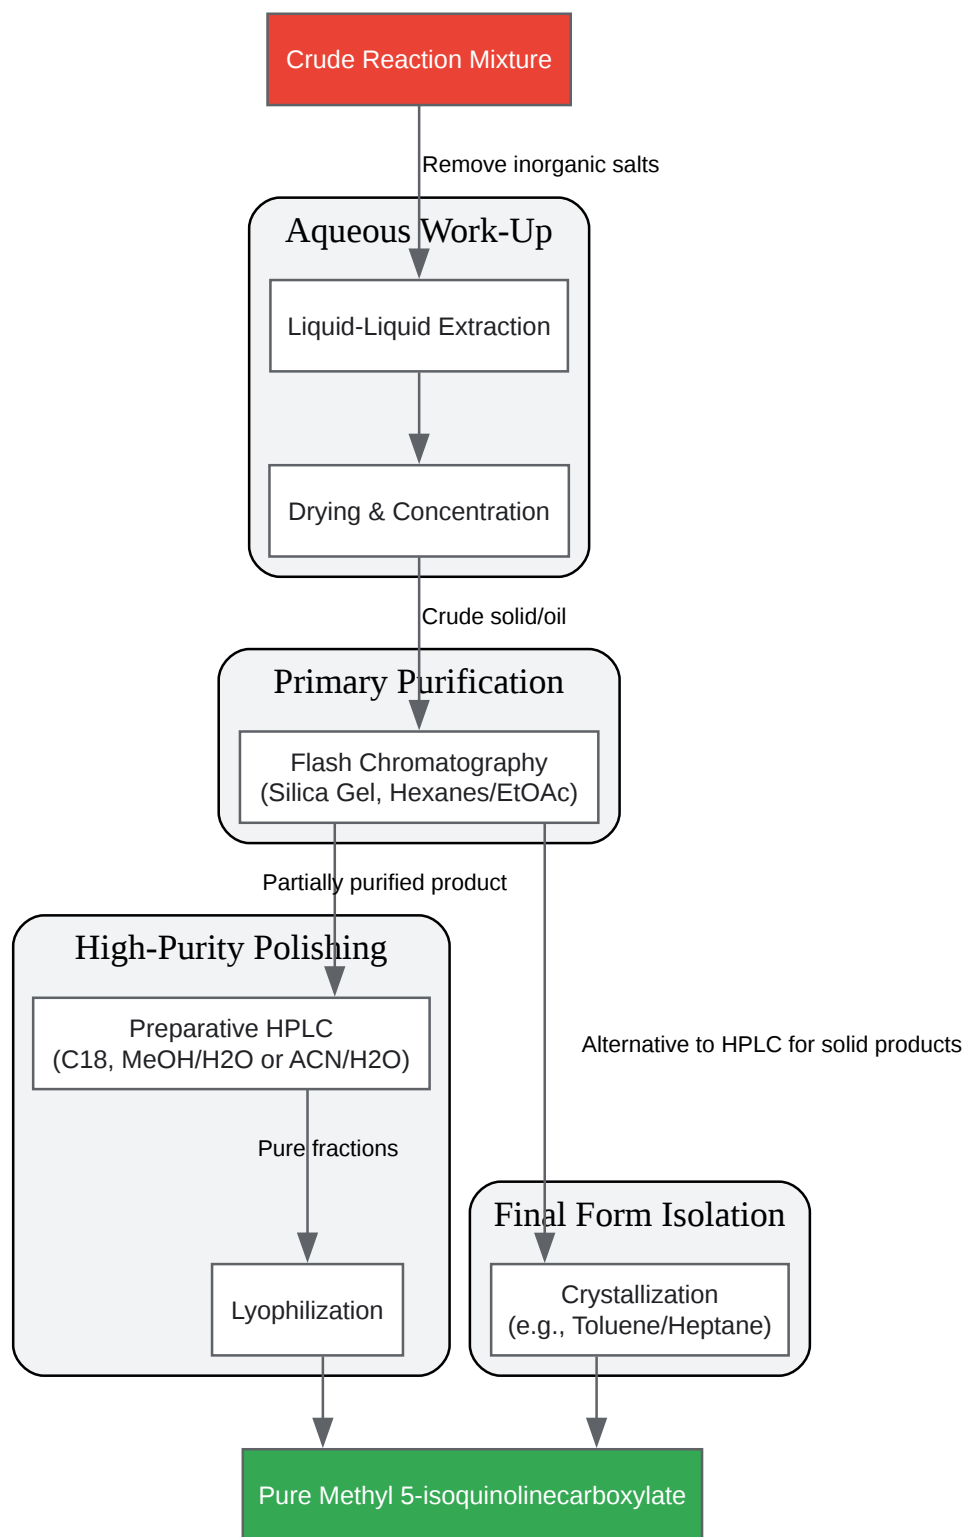 Crude Reaction Mixture
Remove inorganic salts
Aqueous Work-Up
Liquid-Liquid Extraction
Drying & Concentration
Crude solid/oil
Primary Purification
Flash Chromatography
(Silica Gel, Hexanes/EtOAc)
Partially purified product
High-Purity Polishing
Preparative HPLC
(C18, MeOH/H2O or ACN/H2O)
Alternative to HPLC for solid products
Pure fractions
Final Form Isolation
Lyophilization
Crystallization
(e.g., Toluene/Heptane)
Pure Methyl 5-isoquinolinecarboxylate